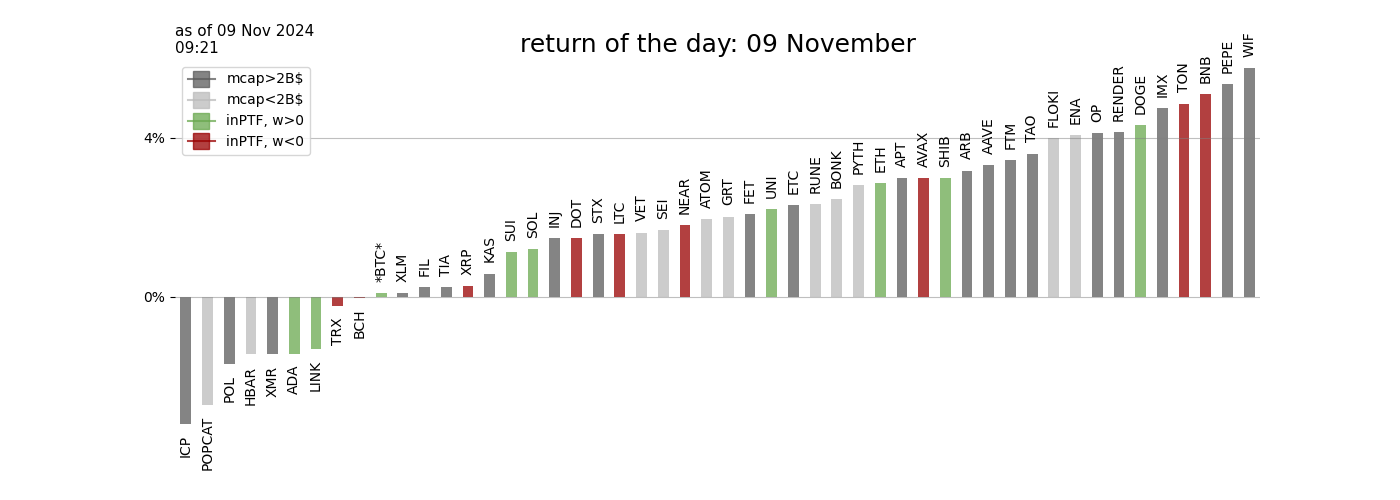 as of 09 Nov 2024
09:21
return of the day: 09 November
mcap>2B$
mcap<2B$
inPTF, w>0
inPTF, w<0
4%
0%
ICP
POPCAT
POL
HBAR
XMR
ADA
LINK
TRX
BCH
*BTC*
XLM
FIL
TIA
XRP
KAS
SUI
SOL
INJ
DOT
STX
LTC
VET
SEI
NEAR
ATOM
GRT
FET
UNI
ETC
RUNE
BONK
PYTH
ETH
APT
AVAX
SHIB
ARB
AAVE
FTM
TAO
FLOKI
ENA
OP
RENDER
DOGE
IMX
TON
BNB
PEPE
WIF